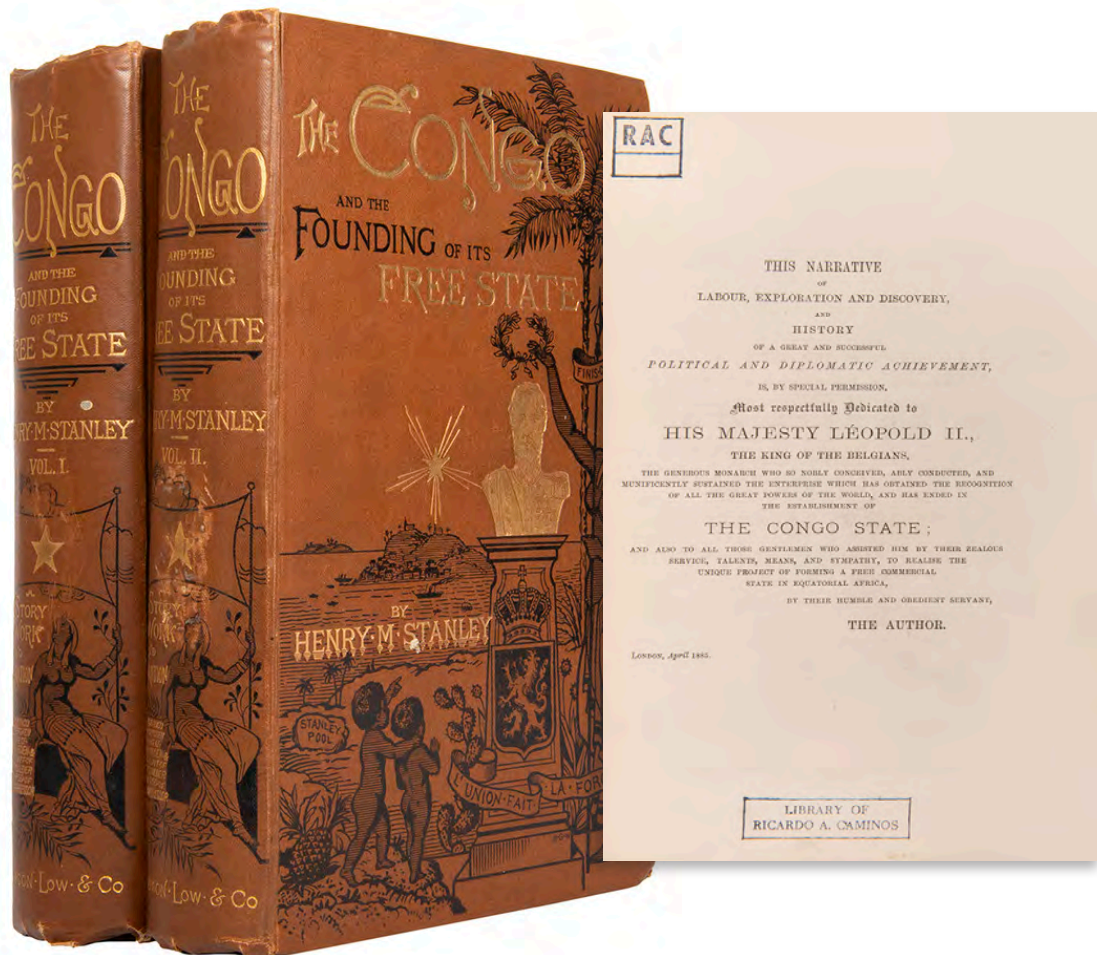 THE
CONGO
AND THE
FOUNDING
OF ITS
STATE
BY
M·STANLEY
VOL. I.
Low·& Co
THE
CONGO
AND THE
OF ITS
STATE
BY
M·STANLEY
VOL. II.
Low·& Co
THE CONGO
AND THE
FOUNDING OF ITS
FREE STATE
BY
HENRY·M·STANLEY
STANLEY
POOL
UNION·FAIT·LA·FOR
RAC
THIS NARRATIVE
OF
LABOUR, EXPLORATION AND DISCOVERY,
AND
HISTORY
OF A GREAT AND SUCCESSFUL
POLITICAL AND DIPLOMATIC ACHIEVEMENT,
IS, BY SPECIAL PERMISSION,
Most respectfully Dedicated to
HIS MAJESTY LÉOPOLD II.,
THE KING OF THE BELGIANS,
THE GENEROUS MONARCH WHO SO NOBLY CONCEIVED, ABLY CONDUCTED, AND
MUNIFICENTLY SUSTAINED THE ENTERPRISE WHICH HAS OBTAINED THE RECOGNITION
OF ALL THE GREAT POWERS OF THE WORLD, AND HAS ENDED IN
THE ESTABLISHMENT OF
THE CONGO STATE;
AND ALSO TO ALL THOSE GENTLEMEN WHO ASSISTED HIM BY THEIR ZEALOUS
SERVICE, TALENTS, MEANS, AND SYMPATHY, TO REALISE THE
UNIQUE PROJECT OF FORMING A FREE COMMERCIAL
STATE IN EQUATORIAL AFRICA,
BY THEIR HUMBLE AND OBEDIENT SERVANT,
THE AUTHOR.
LONDON, April 1885.
LIBRARY OF
RICARDO A. CAMINOS